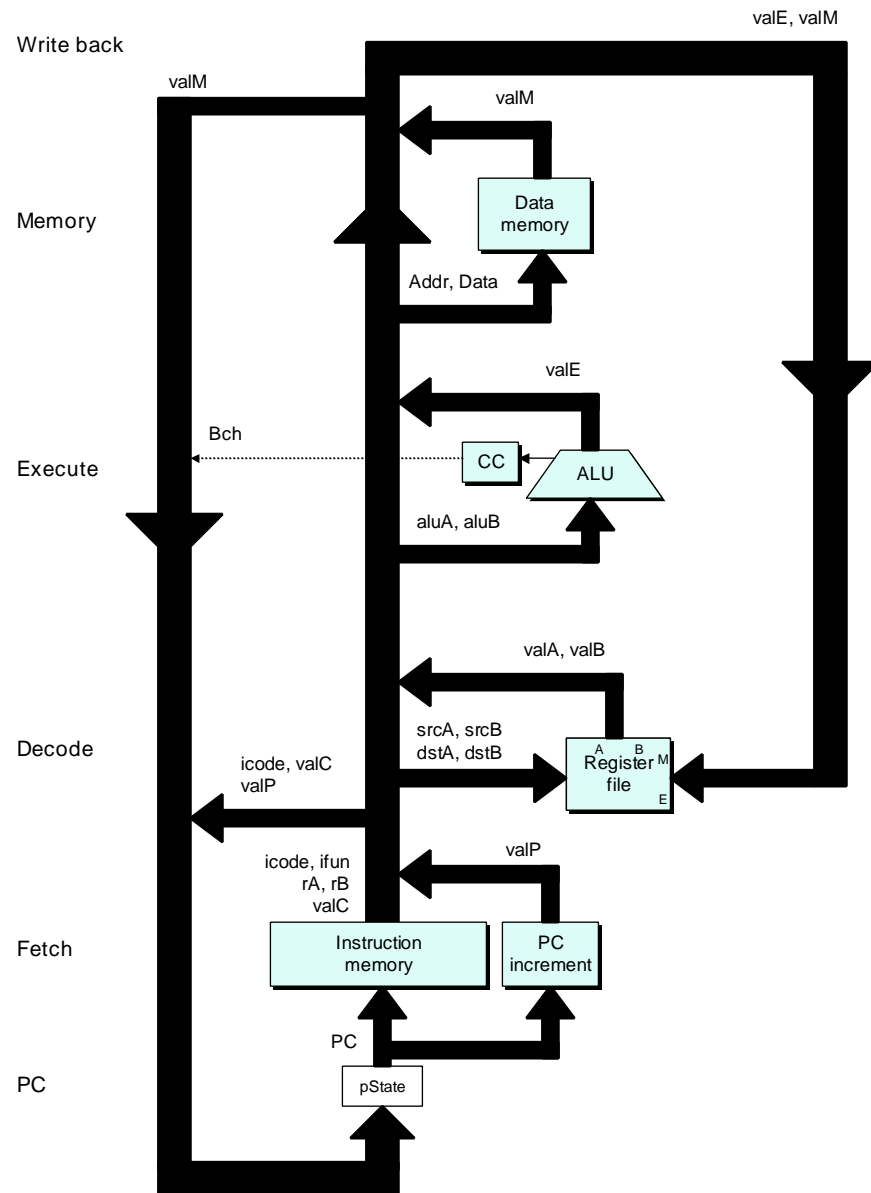 valE, valM
Write back
valM
valM
Data
memory
Memory
Addr, Data
valE
Bch
CC
ALU
Execute
aluA, aluB
valA, valB
srcA, srcB
dstA, dstB
A B
Register
file
M
E
Decode
icode, valC
valP
icode, ifun
rA, rB
valC
valP
Instruction
memory
PC
increment
Fetch
PC
pState
PC